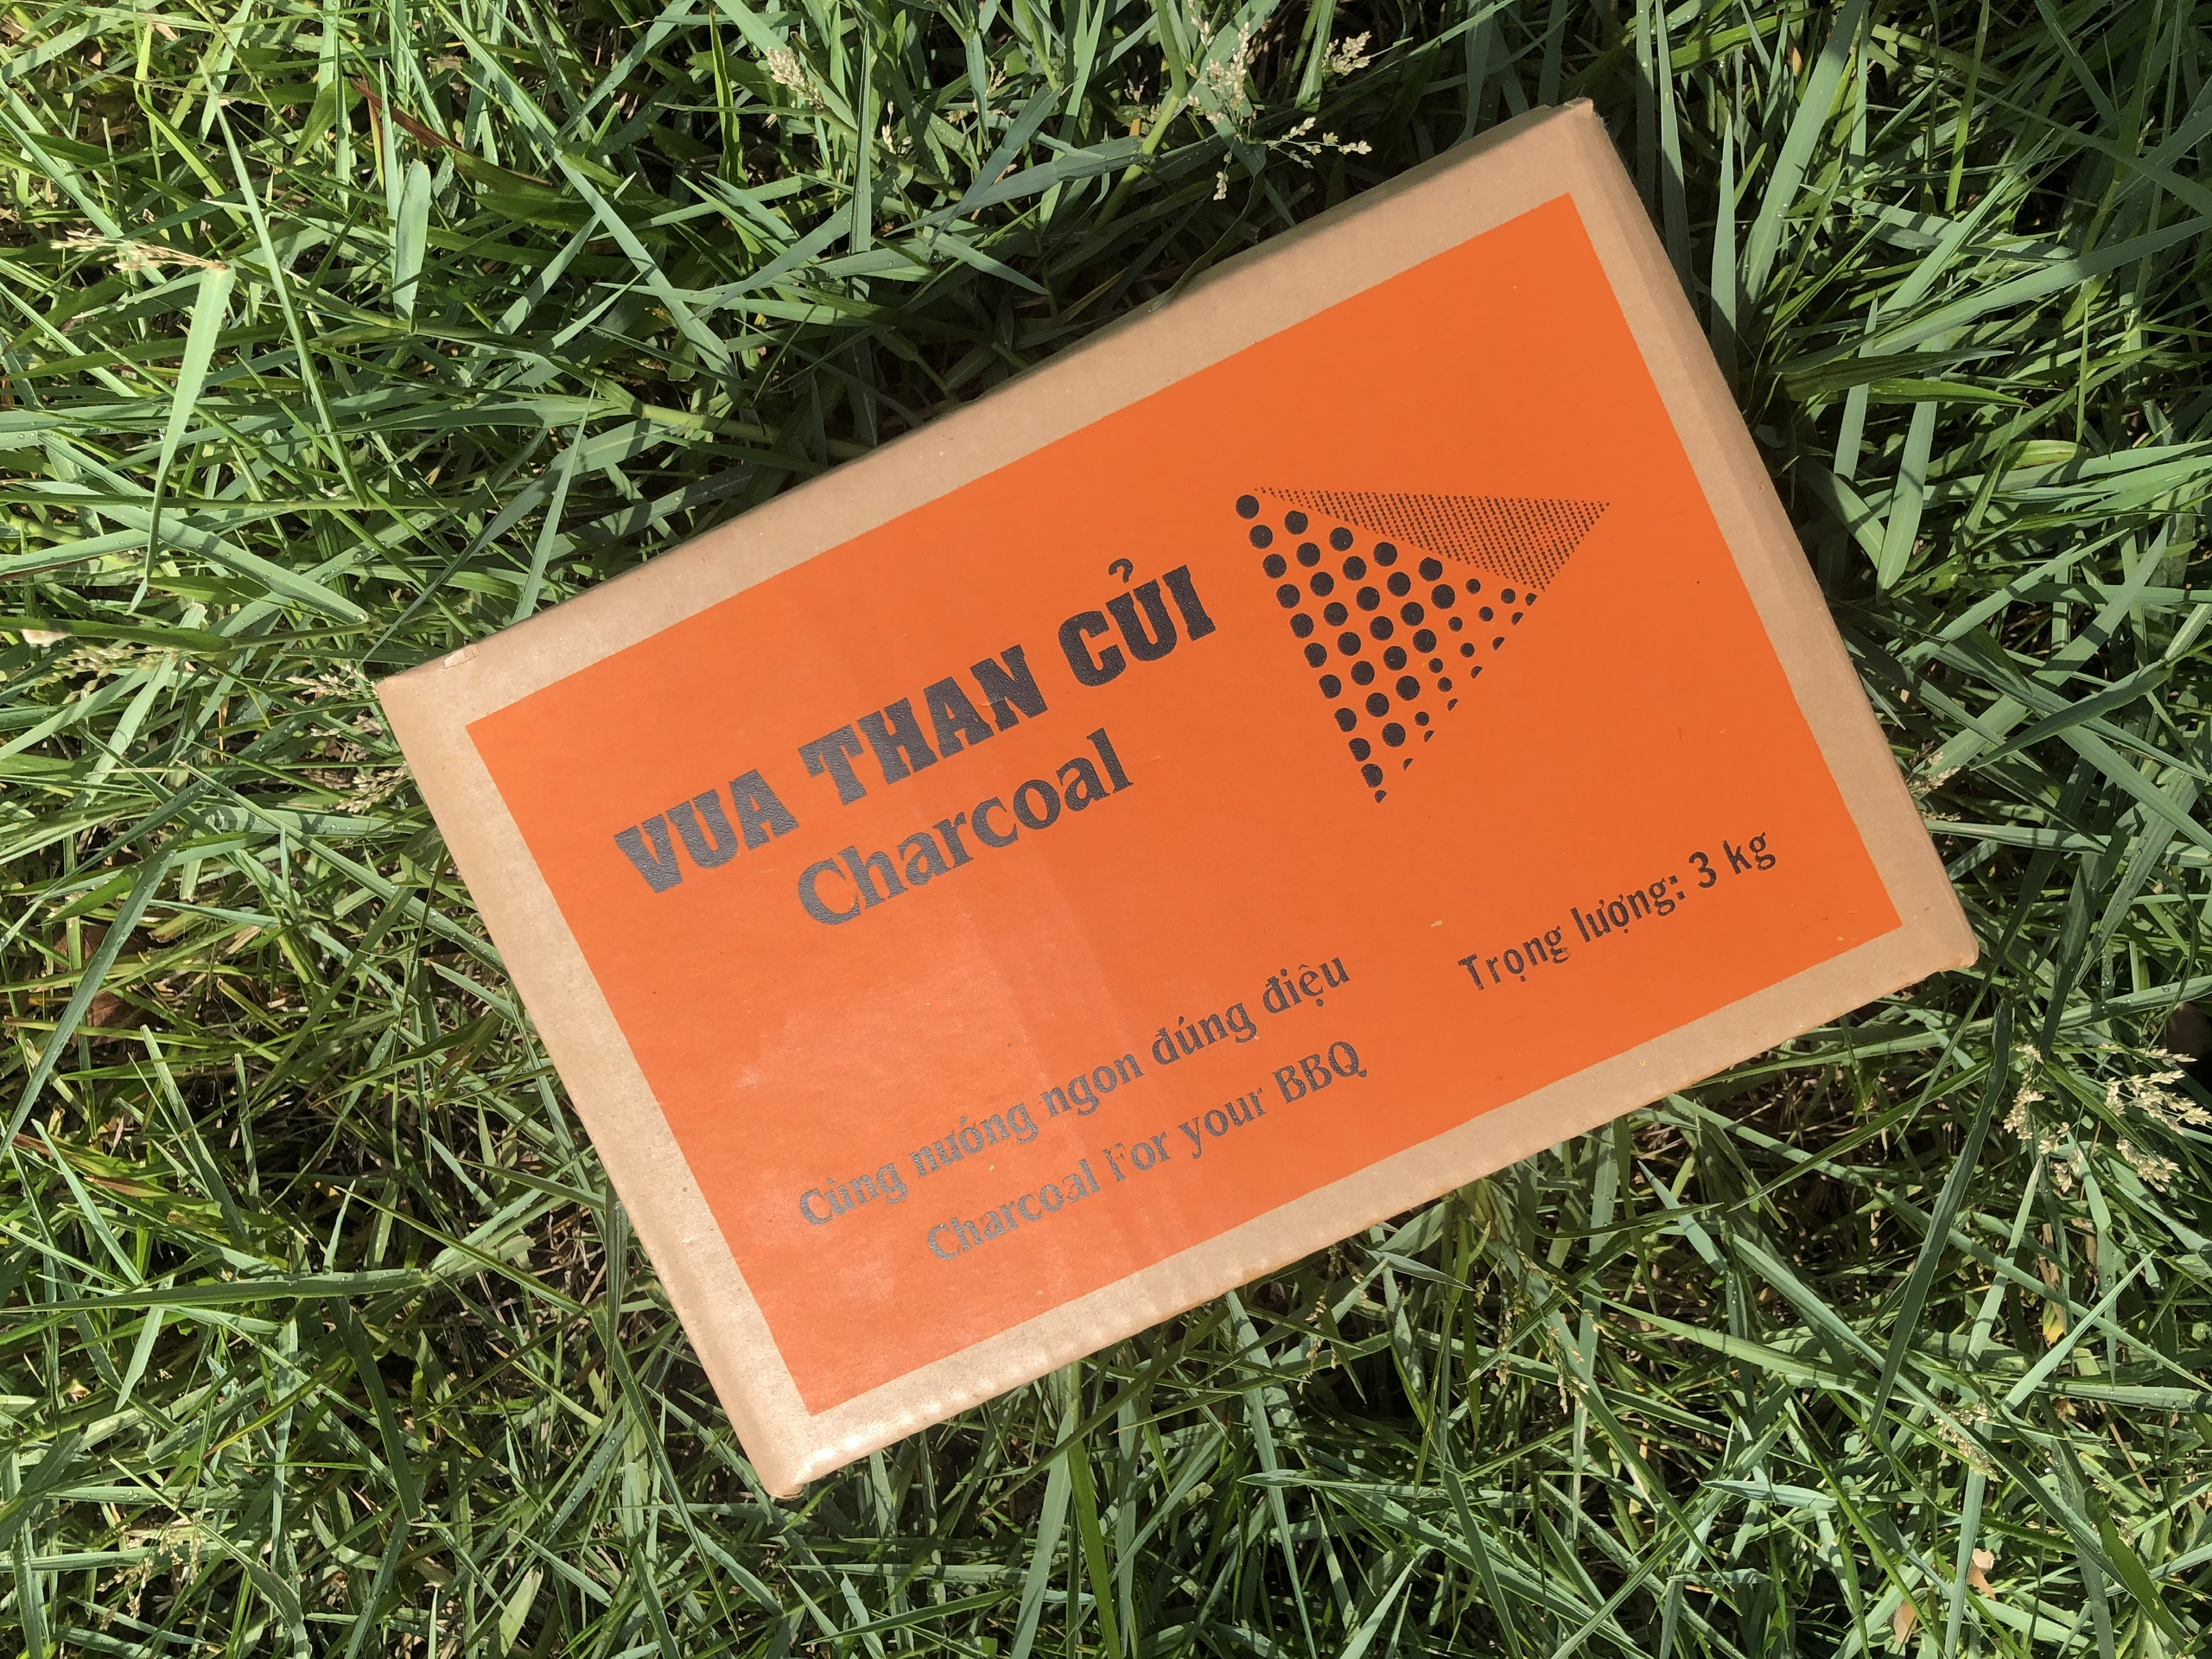 VUA THAN CỦI
Charcoal
Cùng nướng ngon đúng điệu
Charcoal For your BBQ
Trọng lượng: 3 kg